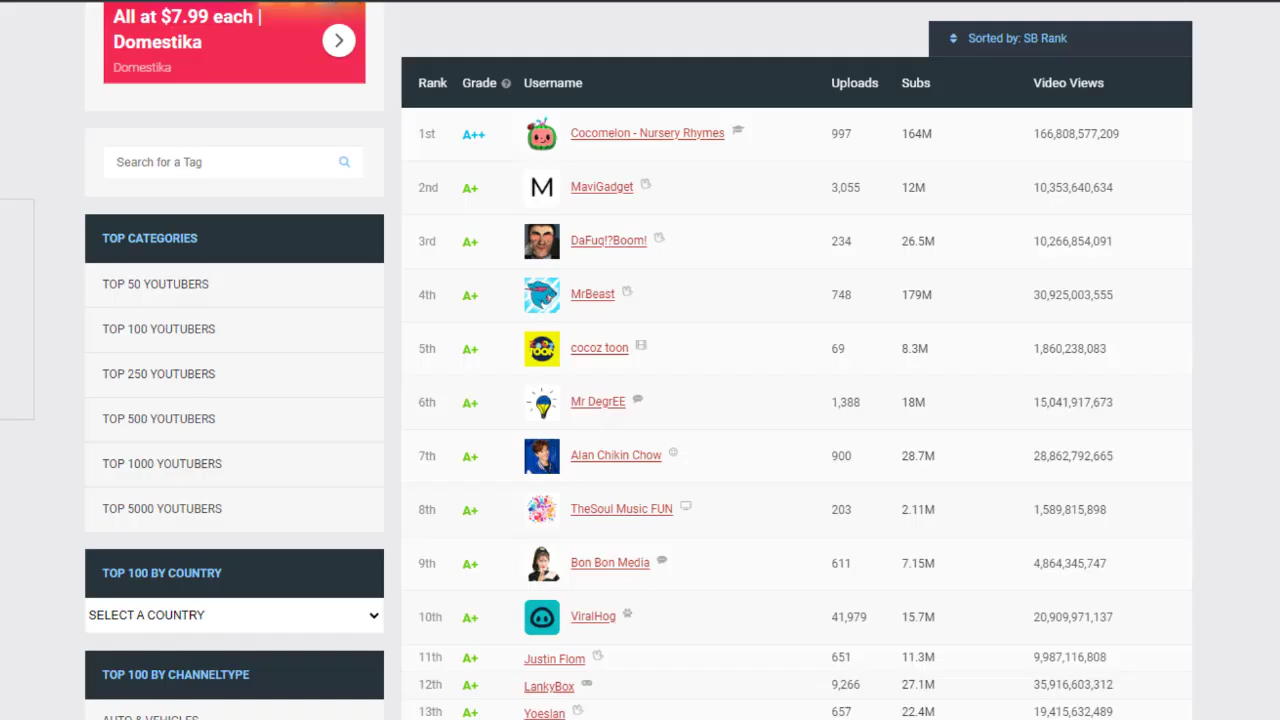 All at $7.99 each |
Domestika
Domestika
Search for a Tag
TOP CATEGORIES
TOP 50 YOUTUBERS
TOP 100 YOUTUBERS
TOP 250 YOUTUBERS
TOP 500 YOUTUBERS
TOP 1000 YOUTUBERS
TOP 5000 YOUTUBERS
TOP 100 BY COUNTRY
SELECT A COUNTRY
TOP 100 BY CHANNELTYPE
AUTO & VEHICLES
Sorted by: SB Rank
Rank Grade Username Uploads Subs Video Views
1st A++ Cocomelon - Nursery Rhymes 997 164M 166,808,577,209
2nd A+ M MaviGadget 3,055 12M 10,353,640,634
3rd A+ DaFuq!?Boom! 234 26.5M 10,266,854,091
4th A+ MrBeast 748 179M 30,925,003,555
5th A+ TOON cocoz toon 69 8.3M 1,860,238,083
6th A+ Mr DegrEE 1,388 18M 15,041,917,673
7th A+ Alan Chikin Chow 900 28.7M 28,862,792,665
8th A+ TheSoul Music FUN 203 2.11M 1,589,815,898
9th A+ Bon Bon Media 611 7.15M 4,864,345,747
10th A+ ViralHog 41,979 15.7M 20,909,971,137
11th A+ Justin Flom 651 11.3M 9,987,116,808
12th A+ LankyBox 9,266 27.1M 35,916,603,312
13th A+ Yoeslan 657 22.4M 19,415,632,489